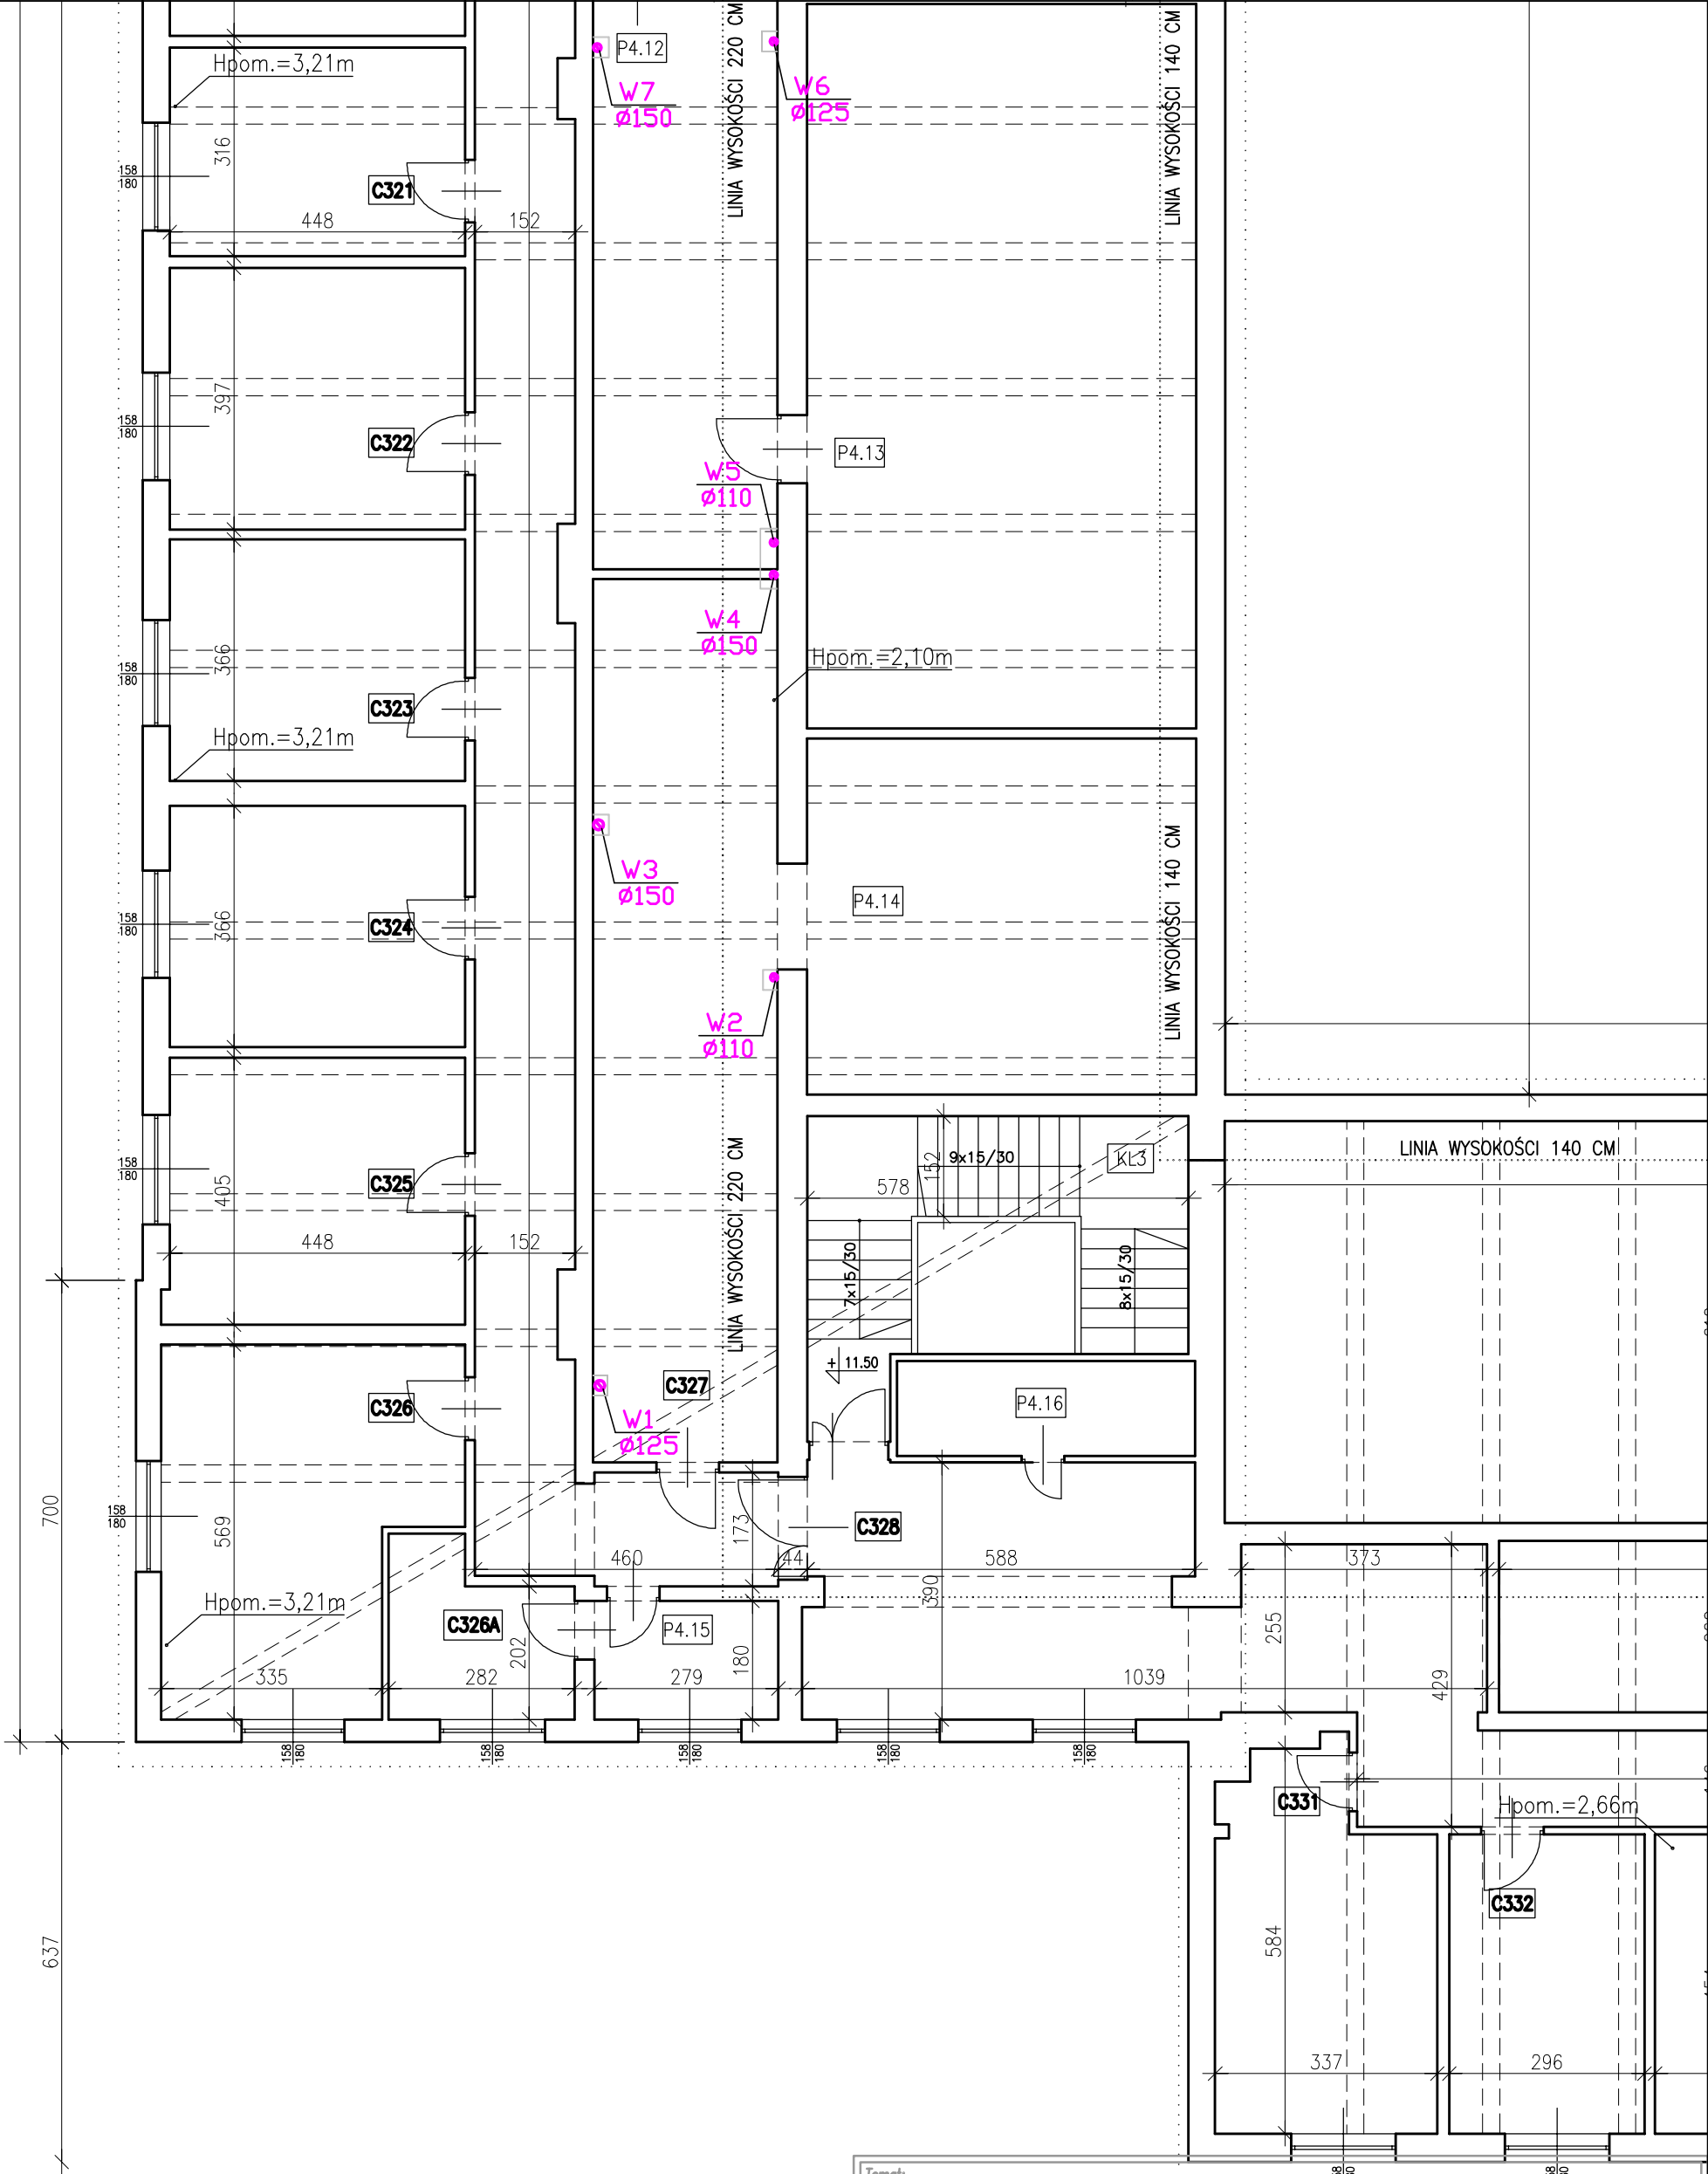 Hpom.=3,21m
P4.12
W7
ø150
W6
ø125
LINIA WYSOKOŚCI 220 CM
LINIA WYSOKOŚCI 140 CM
316
158
180
C321
448
152
397
158
180
C322
P4.13
W5
ø110
W4
ø150
Hpom.=2,10m
366
158
180
C323
Hpom.=3,21m
W3
ø150
P4.14
LINIA WYSOKOŚCI 140 CM
366
158
180
C324
W2
ø110
405
158
180
C325
448
152
LINIA WYSOKOŚCI 220 CM
152
9x15/30
KL3
578
7x15/30
8x15/30
LINIA WYSOKOŚCI 140 CM
+ 11.50
C326
C327
W1
ø125
P4.16
700
569
158
180
C328
173
460
44
588
390
373
Hpom.=3,21m
C326A
202
P4.15
180
255
429
335
282
279
1039
158
180
158
180
158
180
158
180
158
180
C331
Hpom.=2,66m
C332
637
584
337
296
Temat: